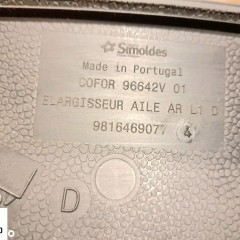 Simoldes
Made in Portugal
COFOR 96642V 01
ELARGISSEUR AILE AR L1 D
9816469077 4
D